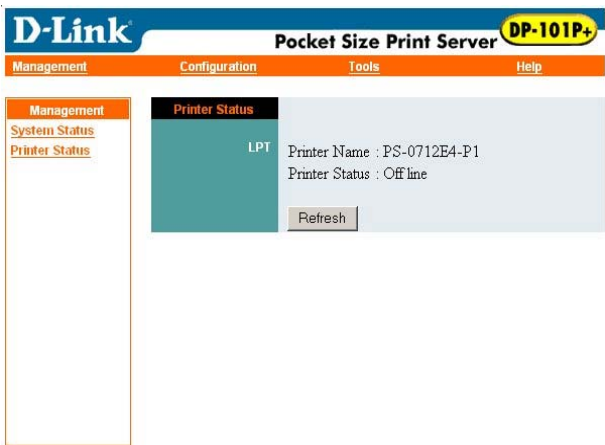 D-Link
Pocket Size Print Server DP-101P+
Management Configuration Tools Help
Management
System Status
Printer Status
Printer Status
LPT
Printer Name : PS-0712E4-P1
Printer Status : Off line
Refresh